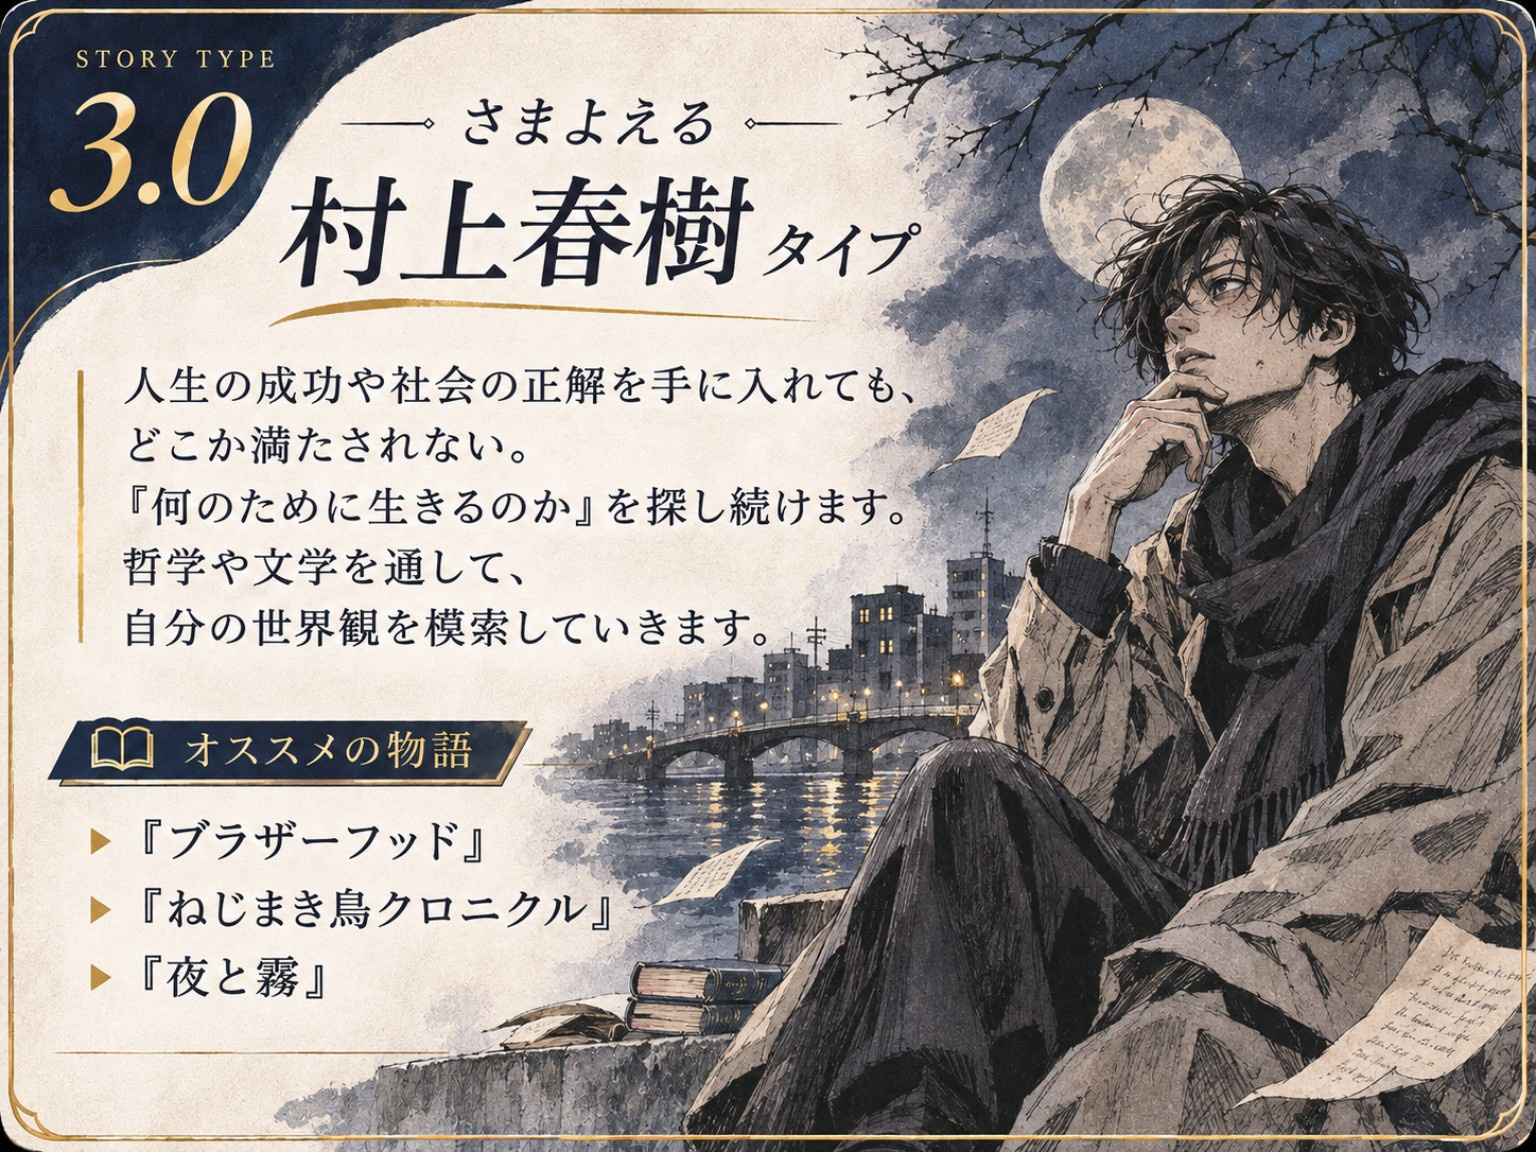 STORY TYPE
3.0
さまよえる
村上春樹タイプ
人生の成功や社会の正解を手に入れても、
どこか満たされない。
『何のために生きるのか』を探し続けます。
哲学や文学を通して、
自分の世界観を模索していきます。
オススメの物語
『ブラザーフッド』
『ねじまき鳥クロニクル』
『夜と霧』